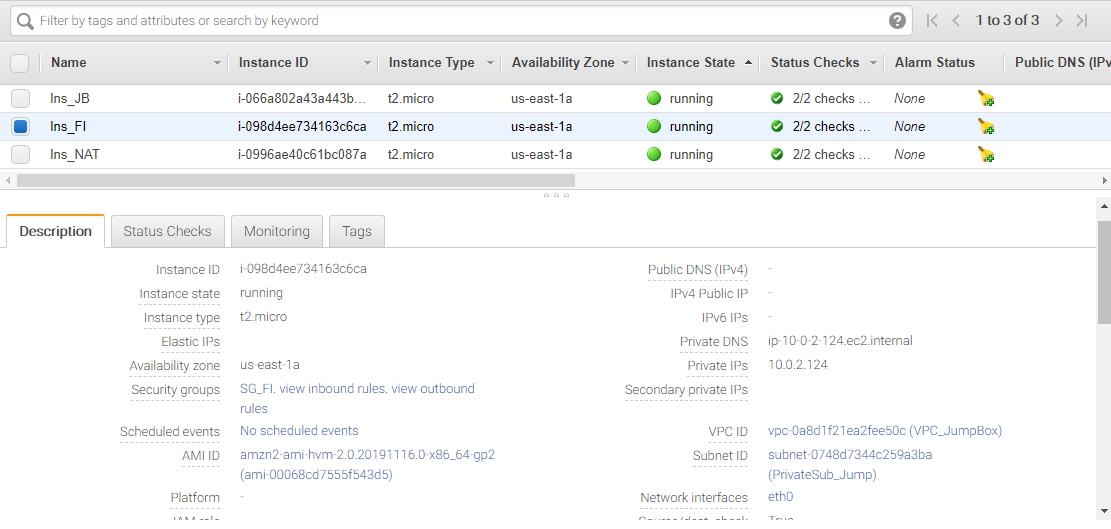 Filter by tags and attributes or search by keyword
1 to 3 of 3
Name Instance ID Instance Type Availability Zone Instance State Status Checks Alarm Status Public DNS (IPv
Ins_JB i-066a802a43a443b... t2.micro us-east-1a running 2/2 checks ... None
Ins_FI i-098d4ee734163c6ca t2.micro us-east-1a running 2/2 checks ... None
Ins_NAT i-0996ae40c61bc087a t2.micro us-east-1a running 2/2 checks ... None
Description Status Checks Monitoring Tags
Instance ID i-098d4ee734163c6ca Public DNS (IPv4) -
Instance state running IPv4 Public IP -
Instance type t2.micro IPv6 IPs -
Elastic IPs Private DNS ip-10-0-2-124.ec2.internal
Availability zone us-east-1a Private IPs 10.0.2.124
Security groups SG_FI. view inbound rules. view outbound Secondary private IPs
rules
Scheduled events No scheduled events VPC ID vpc-0a8d1f21ea2fee50c (VPC_JumpBox)
AMI ID amzn2-ami-hvm-2.0.20191116.0-x86_64-gp2 Subnet ID subnet-0748d7344c259a3ba
(ami-00068cd7555f543d5) (PrivateSub_Jump)
Platform - Network interfaces eth0
IAM role Source/dest. check True